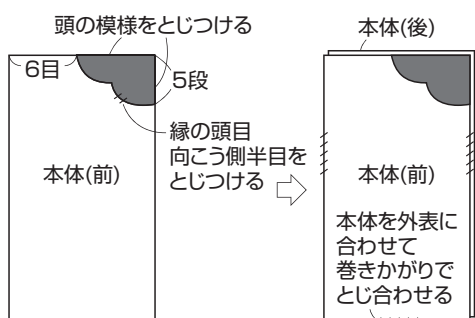 頭の模様をとじつける
6目
5段
縁の頭目
向こう側半目を
とじつける
本体(前)
本体(後)
本体(前)
本体を外表に
合わせて
巻きかがりで
とじ合わせる